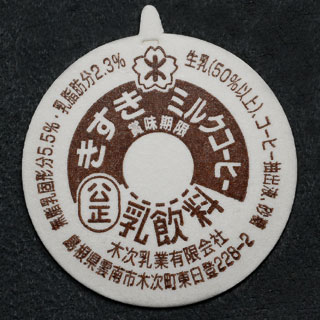 木
無脂乳固形分5.5% 乳脂肪分2.3%
生乳(50%以上)、コーヒー抽出液、砂糖
きすきミルクコーヒー
賞味期限
公正
乳飲料
木次乳業有限会社
島根県雲南市木次町東日登228-2